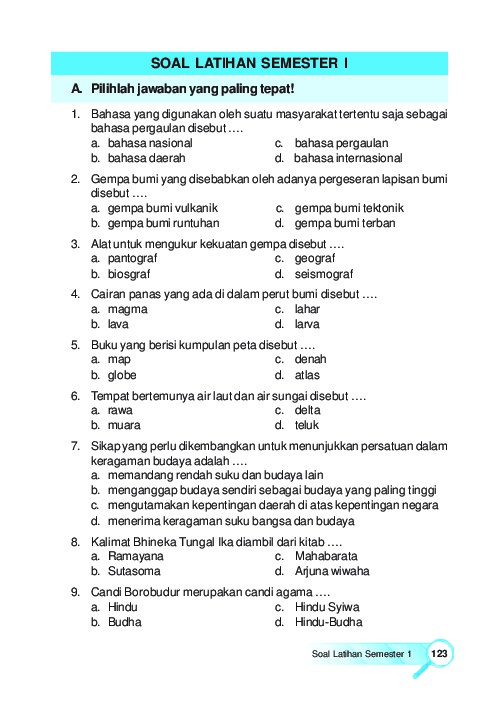 SOAL LATIHAN SEMESTER I
A. Pilihlah jawaban yang paling tepat!
1. Bahasa yang digunakan oleh suatu masyarakat tertentu saja sebagai
bahasa pergaulan disebut ....
a. bahasa nasional c. bahasa pergaulan
b. bahasa daerah d. bahasa internasional
2. Gempa bumi yang disebabkan oleh adanya pergeseran lapisan bumi
disebut ....
a. gempa bumi vulkanik c. gempa bumi tektonik
b. gempa bumi runtuhan d. gempa bumi terban
3. Alat untuk mengukur kekuatan gempa disebut ....
a. pantograf c. geograf
b. biosgraf d. seismograf
4. Cairan panas yang ada di dalam perut bumi disebut ....
a. magma c. lahar
b. lava d. larva
5. Buku yang berisi kumpulan peta disebut ....
a. map c. denah
b. globe d. atlas
6. Tempat bertemunya air laut dan air sungai disebut ....
a. rawa c. delta
b. muara d. teluk
7. Sikap yang perlu dikembangkan untuk menunjukkan persatuan dalam
keragaman budaya adalah ....
a. memandang rendah suku dan budaya lain
b. menganggap budaya sendiri sebagai budaya yang paling tinggi
c. mengutamakan kepentingan daerah di atas kepentingan negara
d. menerima keragaman suku bangsa dan budaya
8. Kalimat Bhineka Tungal Ika diambil dari kitab ....
a. Ramayana c. Mahabarata
b. Sutasoma d. Arjuna wiwaha
9. Candi Borobudur merupakan candi agama ....
a. Hindu c. Hindu Syiwa
b. Budha d. Hindu-Budha
Soal Latihan Semester 1 123